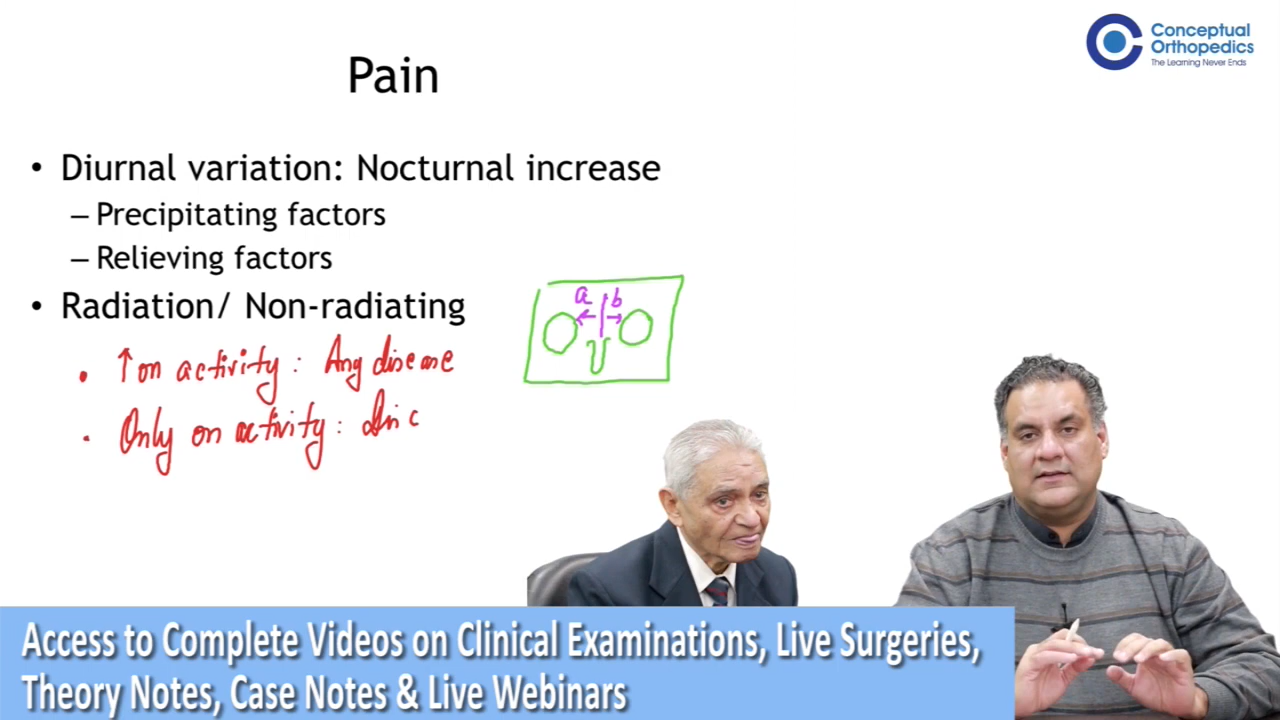 Conceptual
Orthopedics
The Learning Never Ends
Pain
• Diurnal variation: Nocturnal increase
– Precipitating factors
– Relieving factors
• Radiation/ Non-radiating
a b
• ↑ on activity : Any disease
• Only on activity :
Access to Complete Videos on Clinical Examinations, Live Surgeries,
Theory Notes, Case Notes & Live Webinars